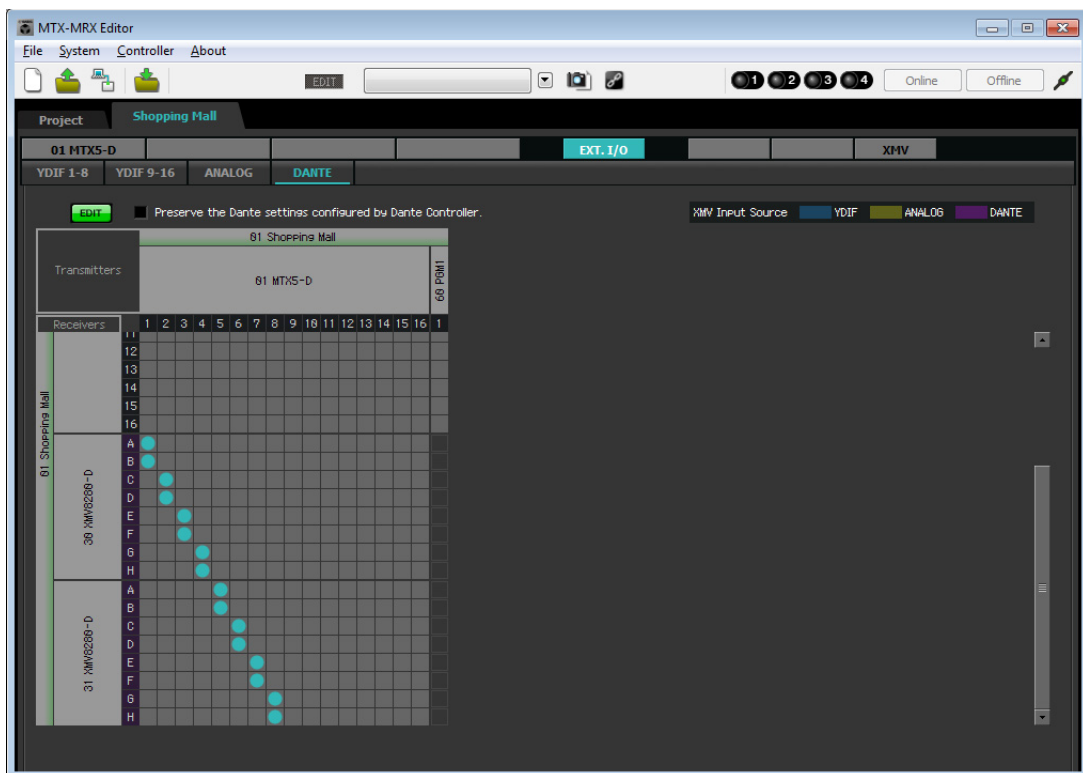 MTX-MRX Editor
File System Controller About
EDIT 1 2 3 4 Online Offline
Project Shopping Mall
01 MTX5-D EXT. I/O XMV
YDIF 1-8 YDIF 9-16 ANALOG DANTE
EDIT Preserve the Dante settings configured by Dante Controller. XMV Input Source YDIF ANALOG DANTE
01 Shopping Mall
Transmitters 01 MTX5-D 60 PGM1
Receivers 1 2 3 4 5 6 7 8 9 10 11 12 13 14 15 16 1
01 Shopping Mall
11
12
13
14
15
16
30 XMV8280-D
A
B
C
D
E
F
G
H
31 XMV8280-D
A
B
C
D
E
F
G
H